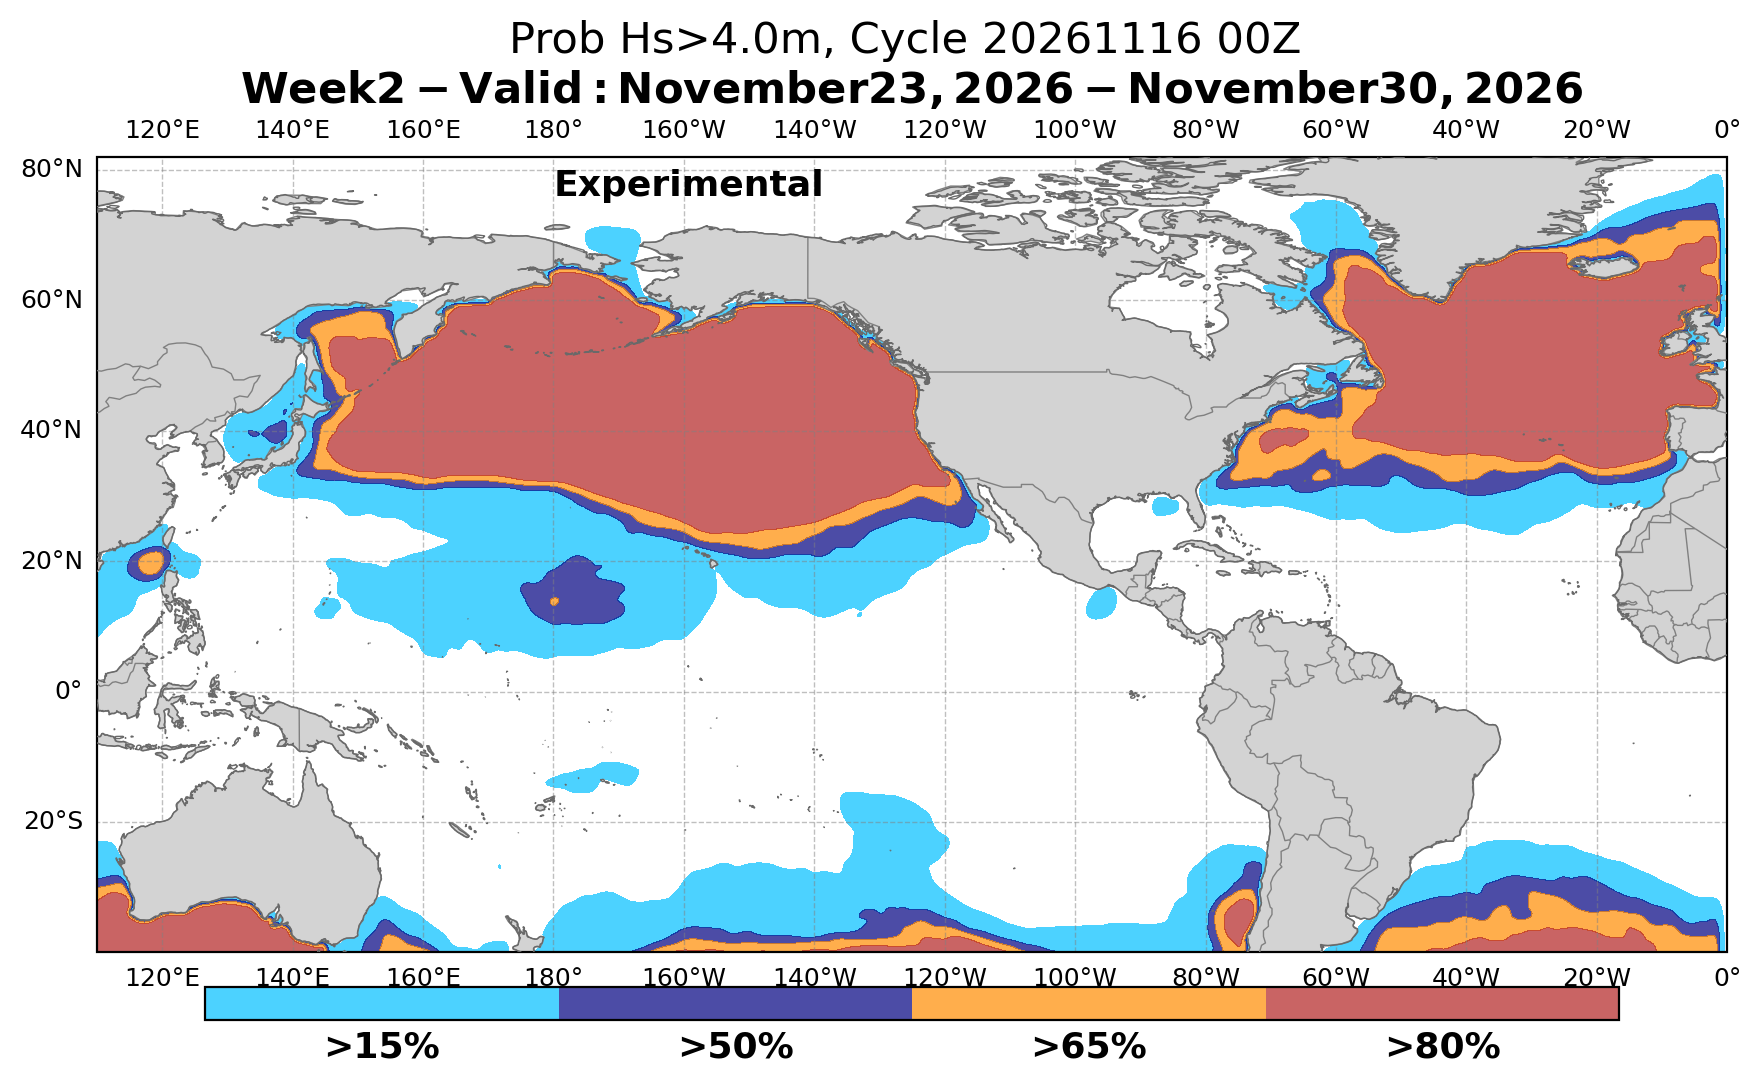 Prob Hs>4.0m, Cycle 20261116 00Z
Week2 − Valid : November23, 2026 − November30, 2026
120°E 140°E 160°E 180° 160°W 140°W 120°W 100°W 80°W 60°W 40°W 20°W 0°
80°N
Experimental
60°N
40°N
20°N
0°
20°S
120°E 140°E 160°E 180° 160°W 140°W 120°W 100°W 80°W 60°W 40°W 20°W 0°
>15% >50% >65% >80%